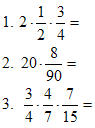 1. 2 · 1/2 · 3/4 =
2. 20 · 8/90 =
3. 3/4 · 4/7 · 7/15 =